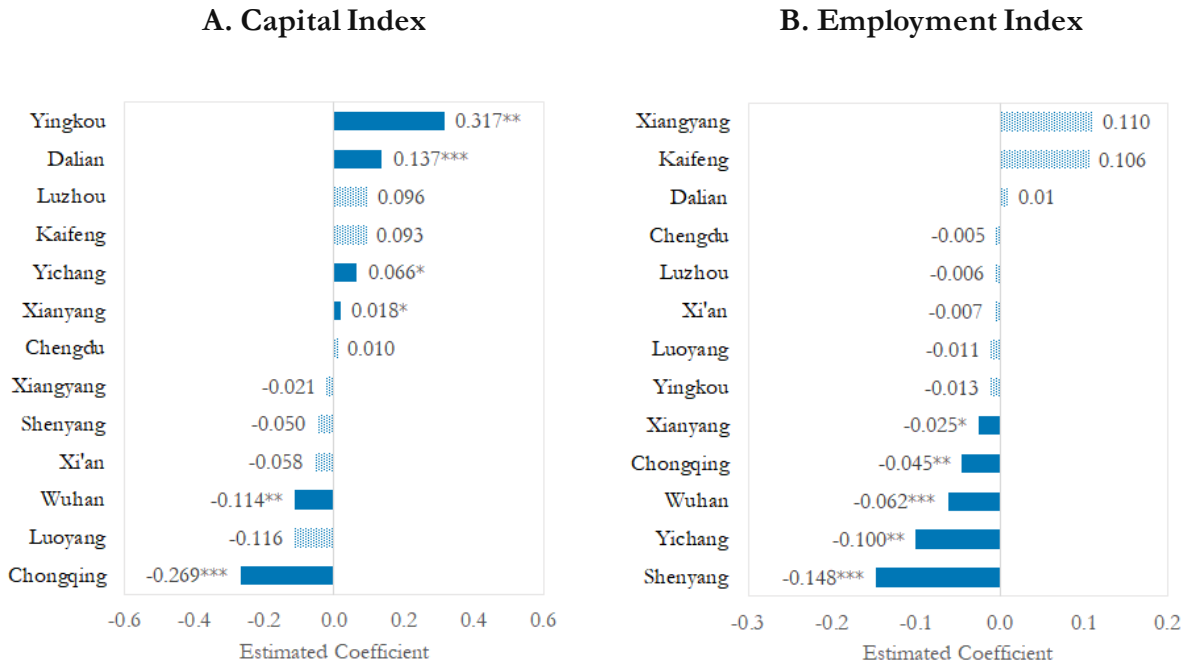 A. Capital Index
Yingkou 0.317**
Dalian 0.137***
Luzhou 0.096
Kaifeng 0.093
Yichang 0.066*
Xianyang 0.018*
Chengdu 0.010
Xiangyang -0.021
Shenyang -0.050
Xi'an -0.058
Wuhan -0.114**
Luoyang -0.116
Chongqing -0.269***
-0.6 -0.4 -0.2 0.0 0.2 0.4 0.6
Estimated Coefficient
B. Employment Index
Xiangyang 0.110
Kaifeng 0.106
Dalian 0.01
Chengdu -0.005
Luzhou -0.006
Xi'an -0.007
Luoyang -0.011
Yingkou -0.013
Xianyang -0.025*
Chongqing -0.045**
Wuhan -0.062***
Yichang -0.100**
Shenyang -0.148***
-0.3 -0.2 -0.1 0.0 0.1 0.2
Estimated Coefficient